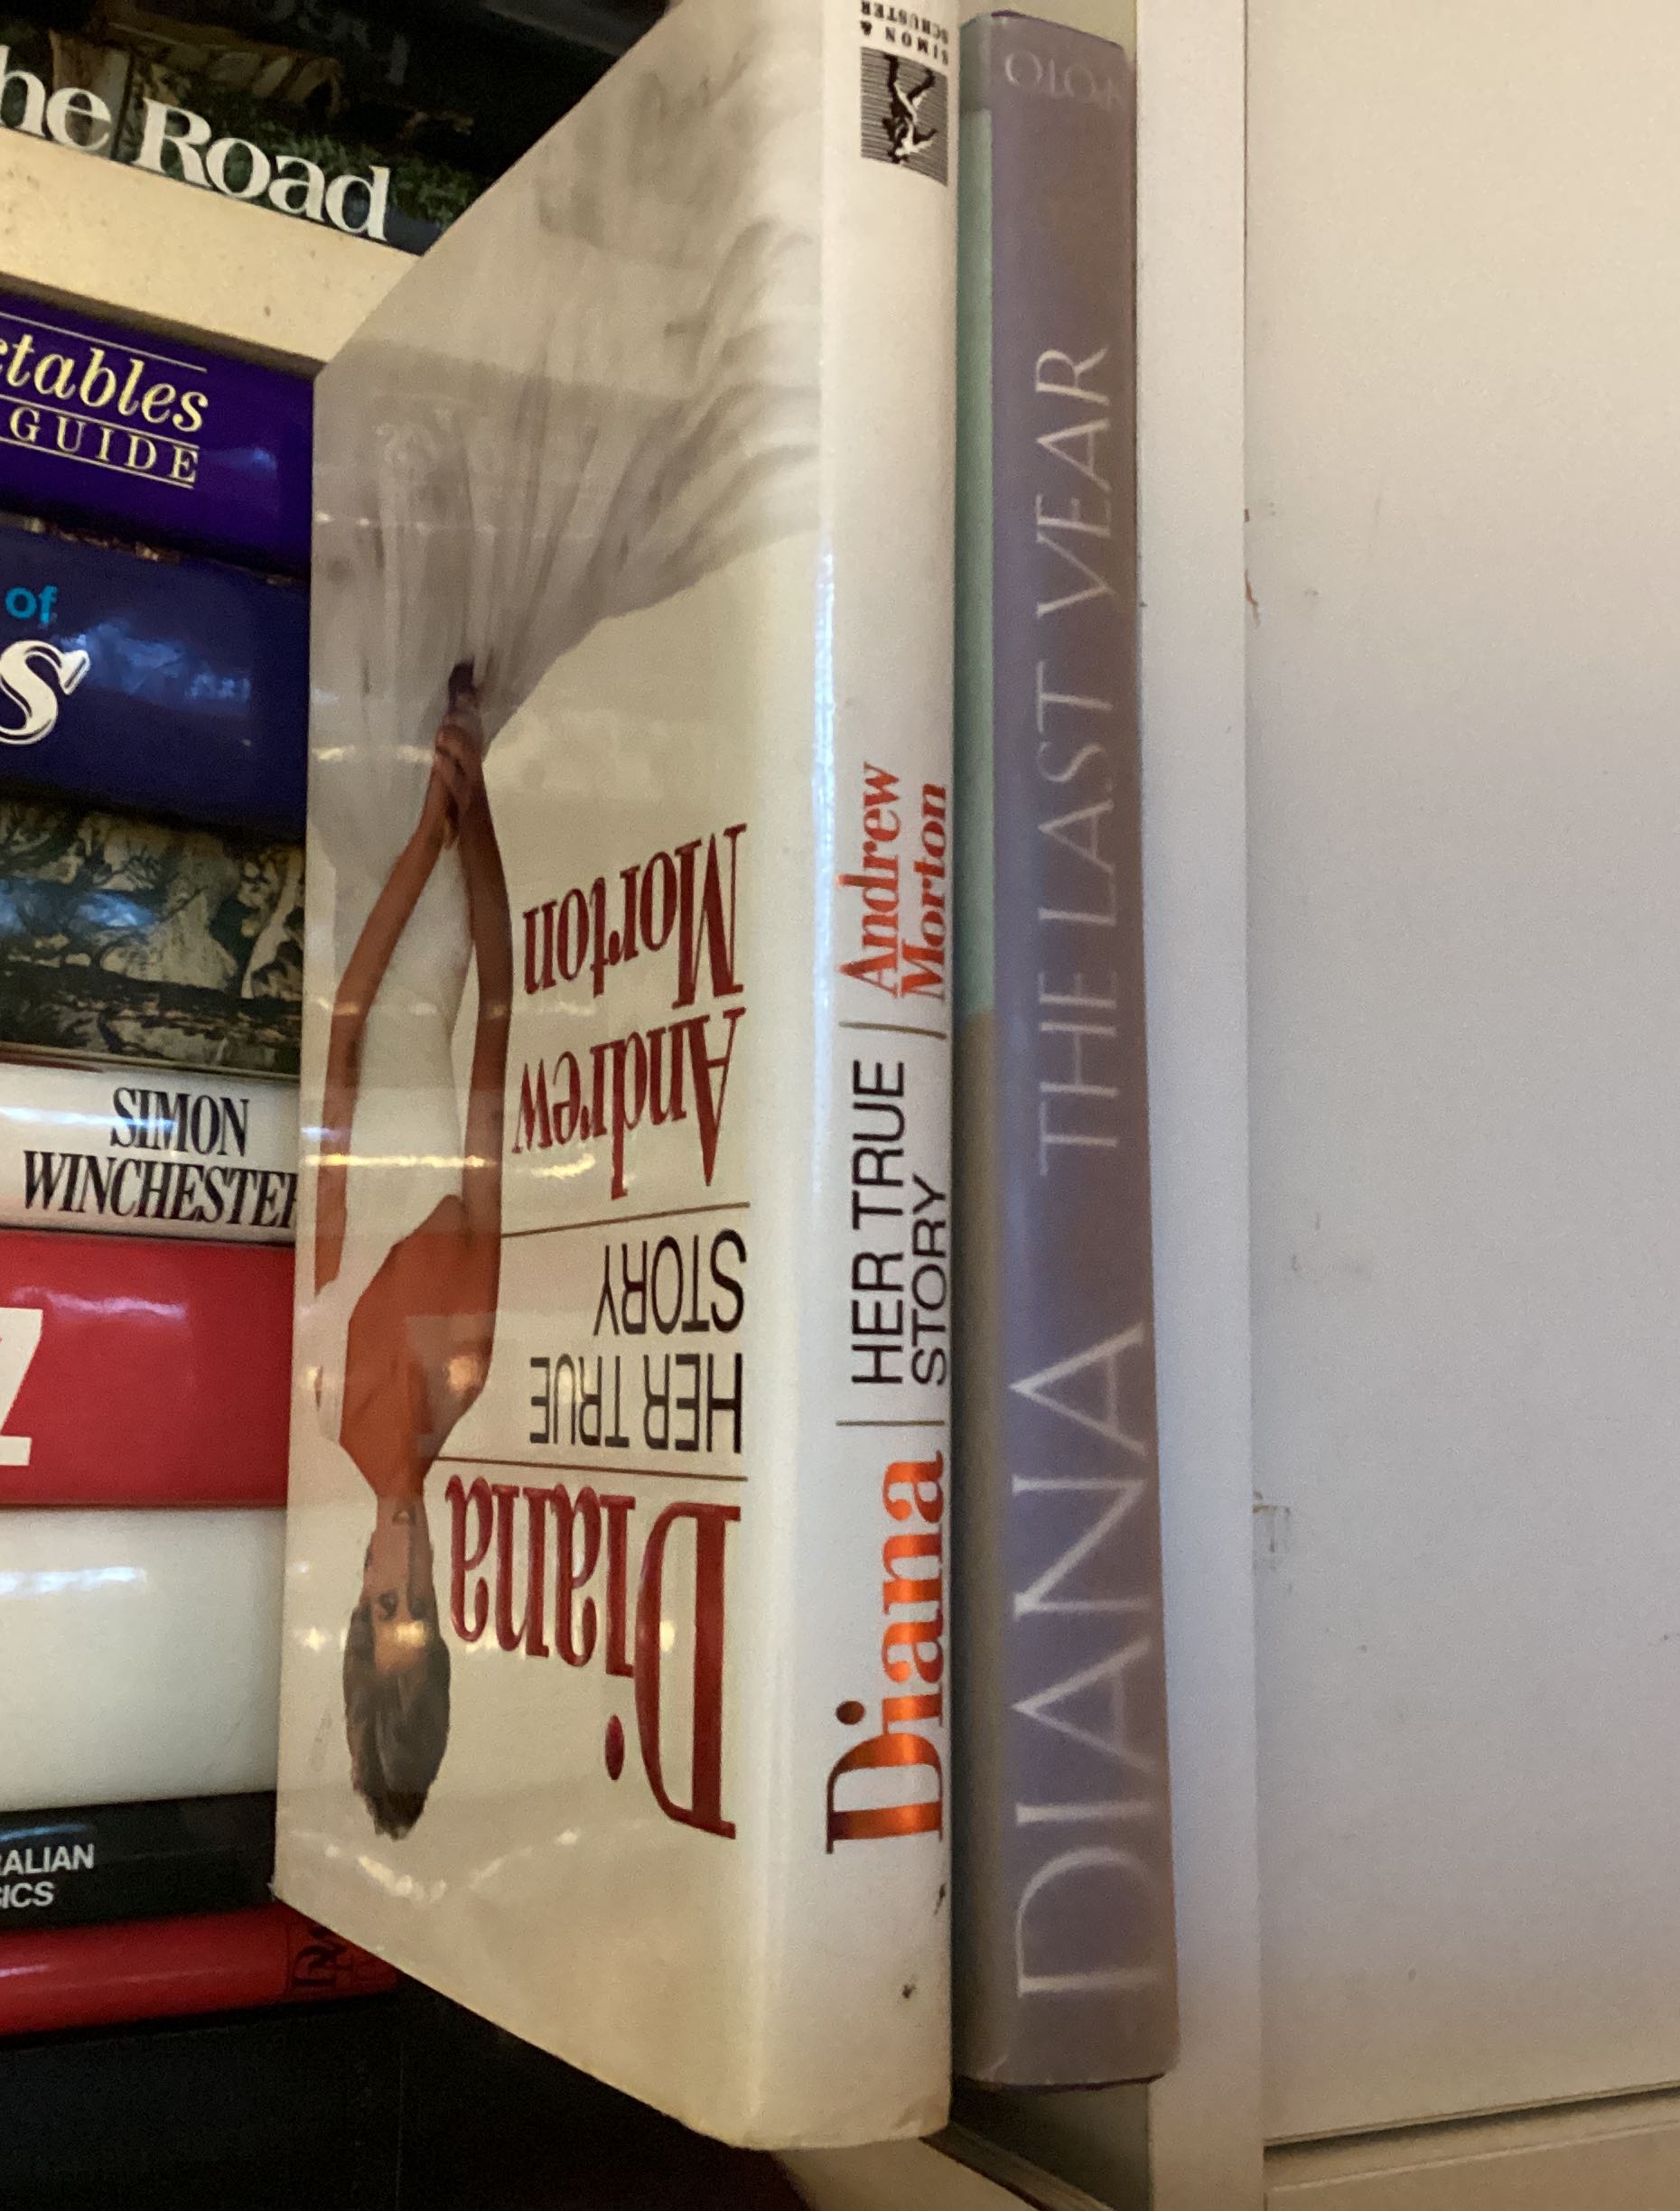 he Road
ctables
GUIDE
of
S
SIMON
WINCHESTER
Z
ALIAN
ICS
Diana
HER TRUE
STORY
Andrew
Morton
Diana
HER TRUE
STORY
Andrew
Morton
SIMON &
SCHUSTER
DIANA THE LAST YEAR